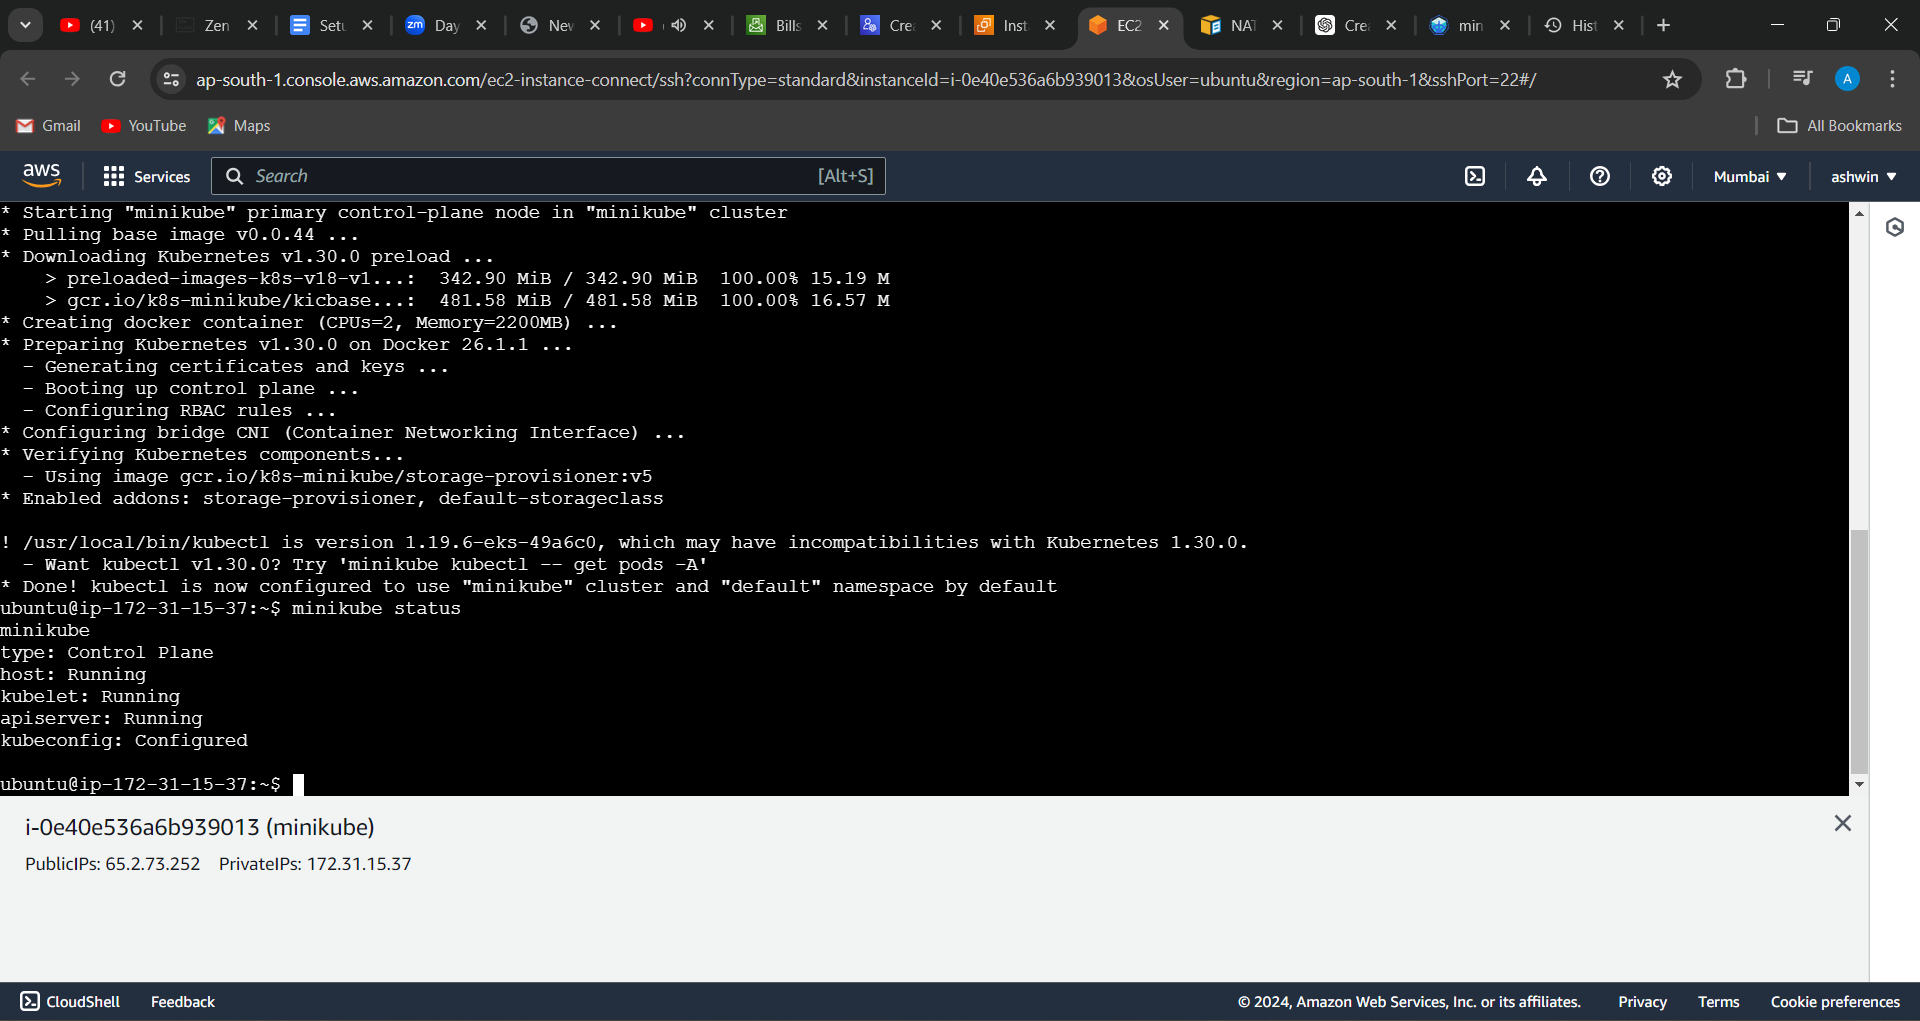 (41)
Zen
Setu
zm
Day
New
Bills
Cre
Inst
EC2
NAT
Cre
min
Hist
ap-south-1.console.aws.amazon.com/ec2-instance-connect/ssh?connType=standard&instanceId=i-0e40e536a6b939013&osUser=ubuntu&region=ap-south-1&sshPort=22#/
A
Gmail
YouTube
Maps
All Bookmarks
aws
Services
Search
[Alt+S]
Mumbai
ashwin
* Starting "minikube" primary control-plane node in "minikube" cluster
* Pulling base image v0.0.44 ...
* Downloading Kubernetes v1.30.0 preload ...
    > preloaded-images-k8s-v18-v1...:  342.90 MiB / 342.90 MiB  100.00% 15.19 M
    > gcr.io/k8s-minikube/kicbase...:  481.58 MiB / 481.58 MiB  100.00% 16.57 M
* Creating docker container (CPUs=2, Memory=2200MB) ...
* Preparing Kubernetes v1.30.0 on Docker 26.1.1 ...
  - Generating certificates and keys ...
  - Booting up control plane ...
  - Configuring RBAC rules ...
* Configuring bridge CNI (Container Networking Interface) ...
* Verifying Kubernetes components...
  - Using image gcr.io/k8s-minikube/storage-provisioner:v5
* Enabled addons: storage-provisioner, default-storageclass
! /usr/local/bin/kubectl is version 1.19.6-eks-49a6c0, which may have incompatibilities with Kubernetes 1.30.0.
  - Want kubectl v1.30.0? Try 'minikube kubectl -- get pods -A'
* Done! kubectl is now configured to use "minikube" cluster and "default" namespace by default
ubuntu@ip-172-31-15-37:~$ minikube status
minikube
type: Control Plane
host: Running
kubelet: Running
apiserver: Running
kubeconfig: Configured
ubuntu@ip-172-31-15-37:~$
i-0e40e536a6b939013 (minikube)
PublicIPs: 65.2.73.252 PrivateIPs: 172.31.15.37
CloudShell
Feedback
© 2024, Amazon Web Services, Inc. or its affiliates.
Privacy
Terms
Cookie preferences